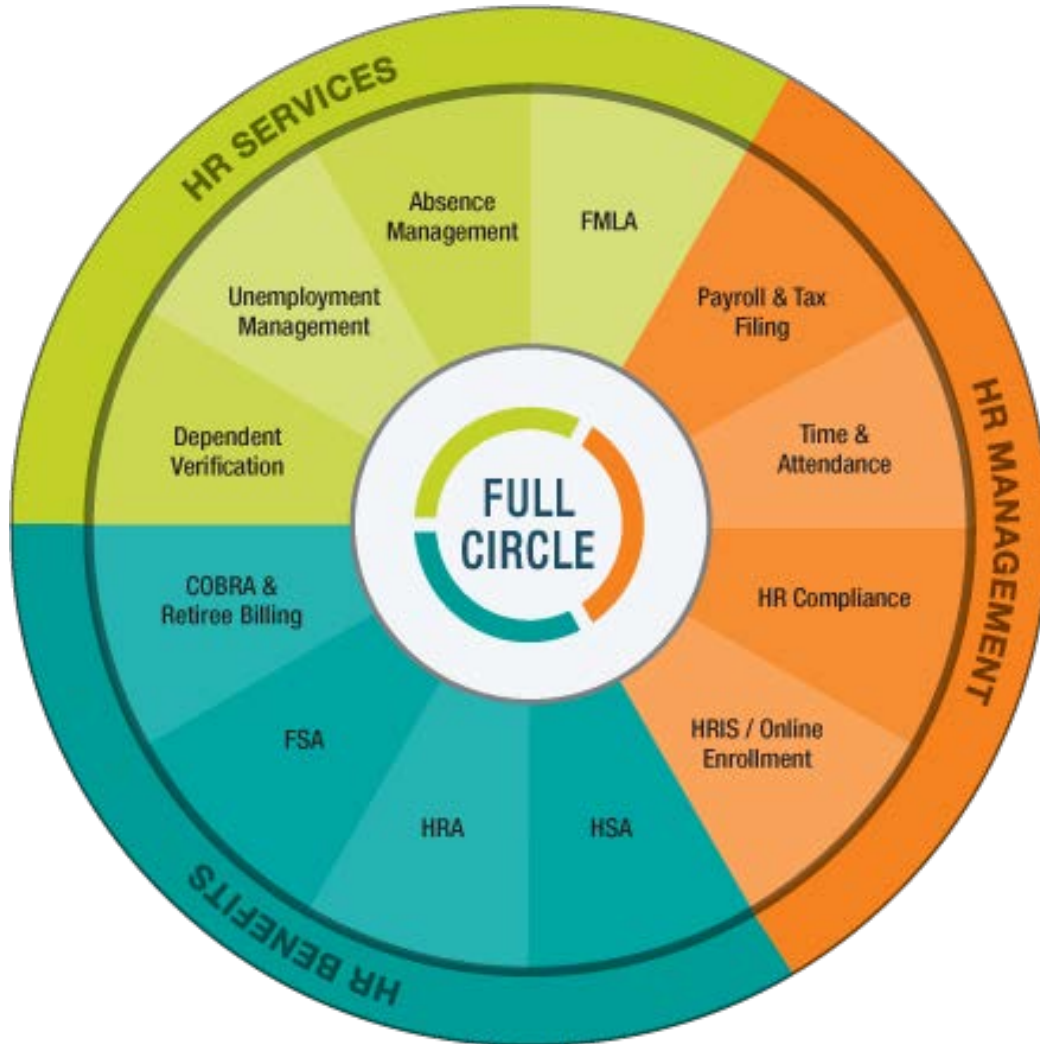 HR SERVICES
Absence
Management
FMLA
Unemployment
Management
Payroll & Tax
Filing
Dependent
Verification
Time &
Attendance
HR MANAGEMENT
FULL
CIRCLE
COBRA &
Retiree Billing
HR Compliance
FSA
HRIS / Online
Enrollment
HRA
HSA
HR BENEFITS